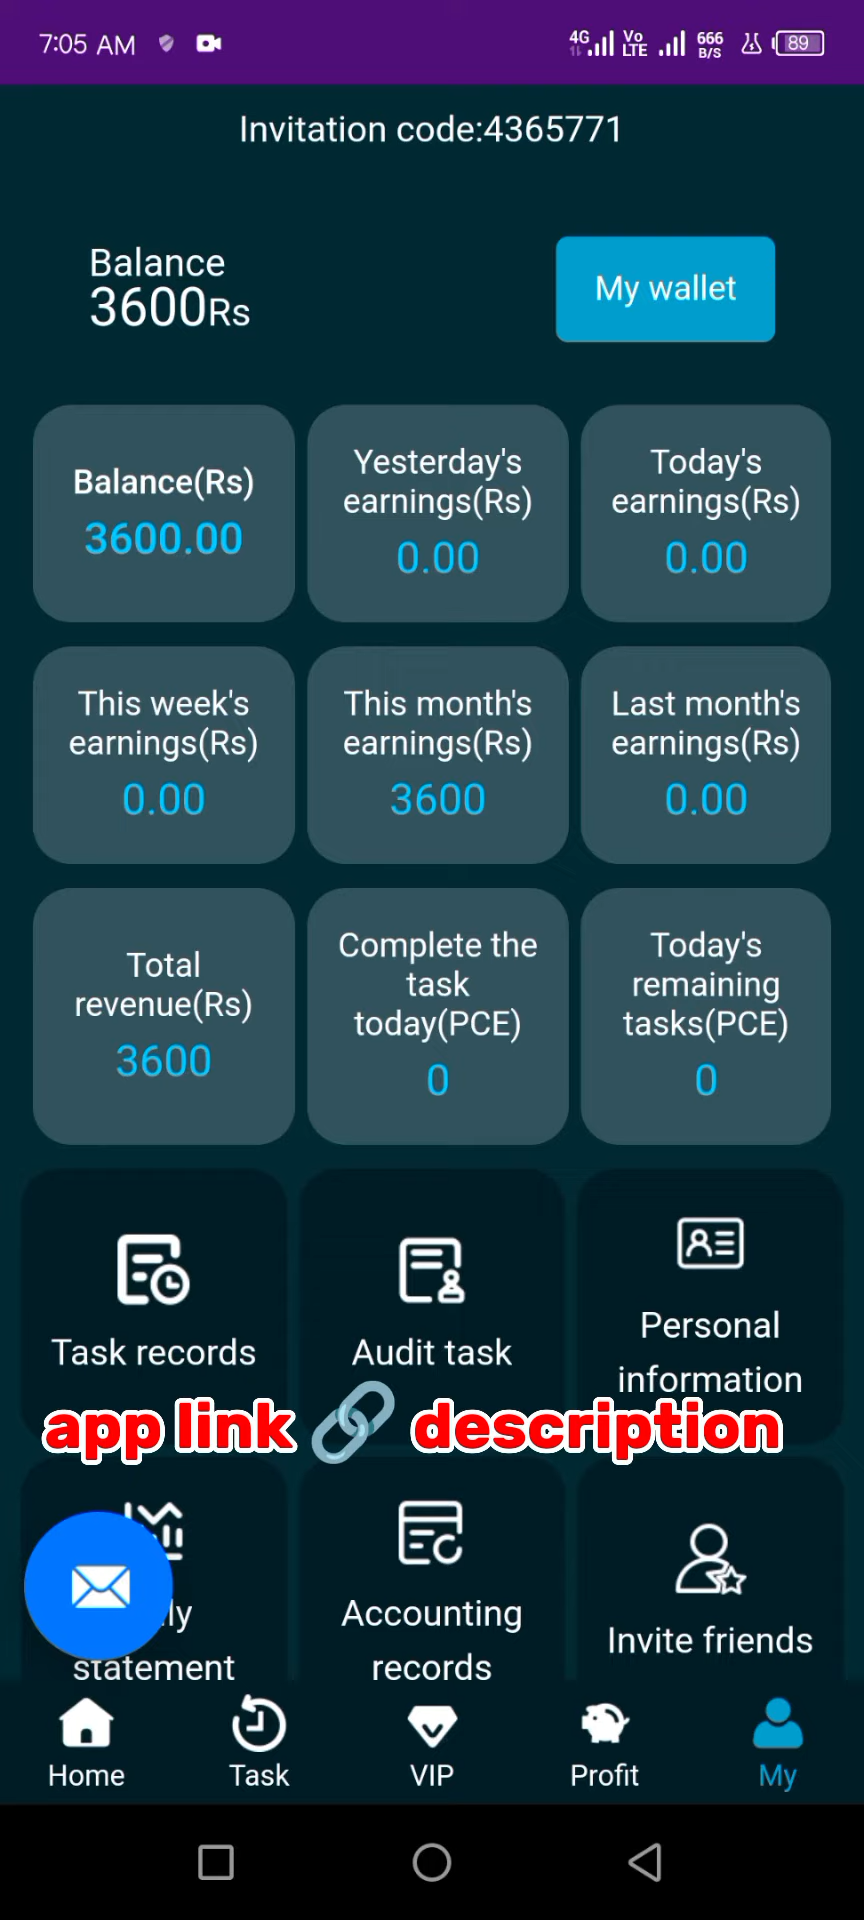 7:05 AM
4G
Vo
LTE
666
B/S
89
Invitation code:4365771
Balance
3600Rs
My wallet
Balance(Rs)
3600.00
Yesterday's
earnings(Rs)
0.00
Today's
earnings(Rs)
0.00
This week's
earnings(Rs)
0.00
This month's
earnings(Rs)
3600
Last month's
earnings(Rs)
0.00
Total
revenue(Rs)
3600
Complete the
task
today(PCE)
0
Today's
remaining
tasks(PCE)
0
Task records
Audit task
Personal
information
app link description
statement
Accounting
records
Invite friends
Home
Task
VIP
Profit
My